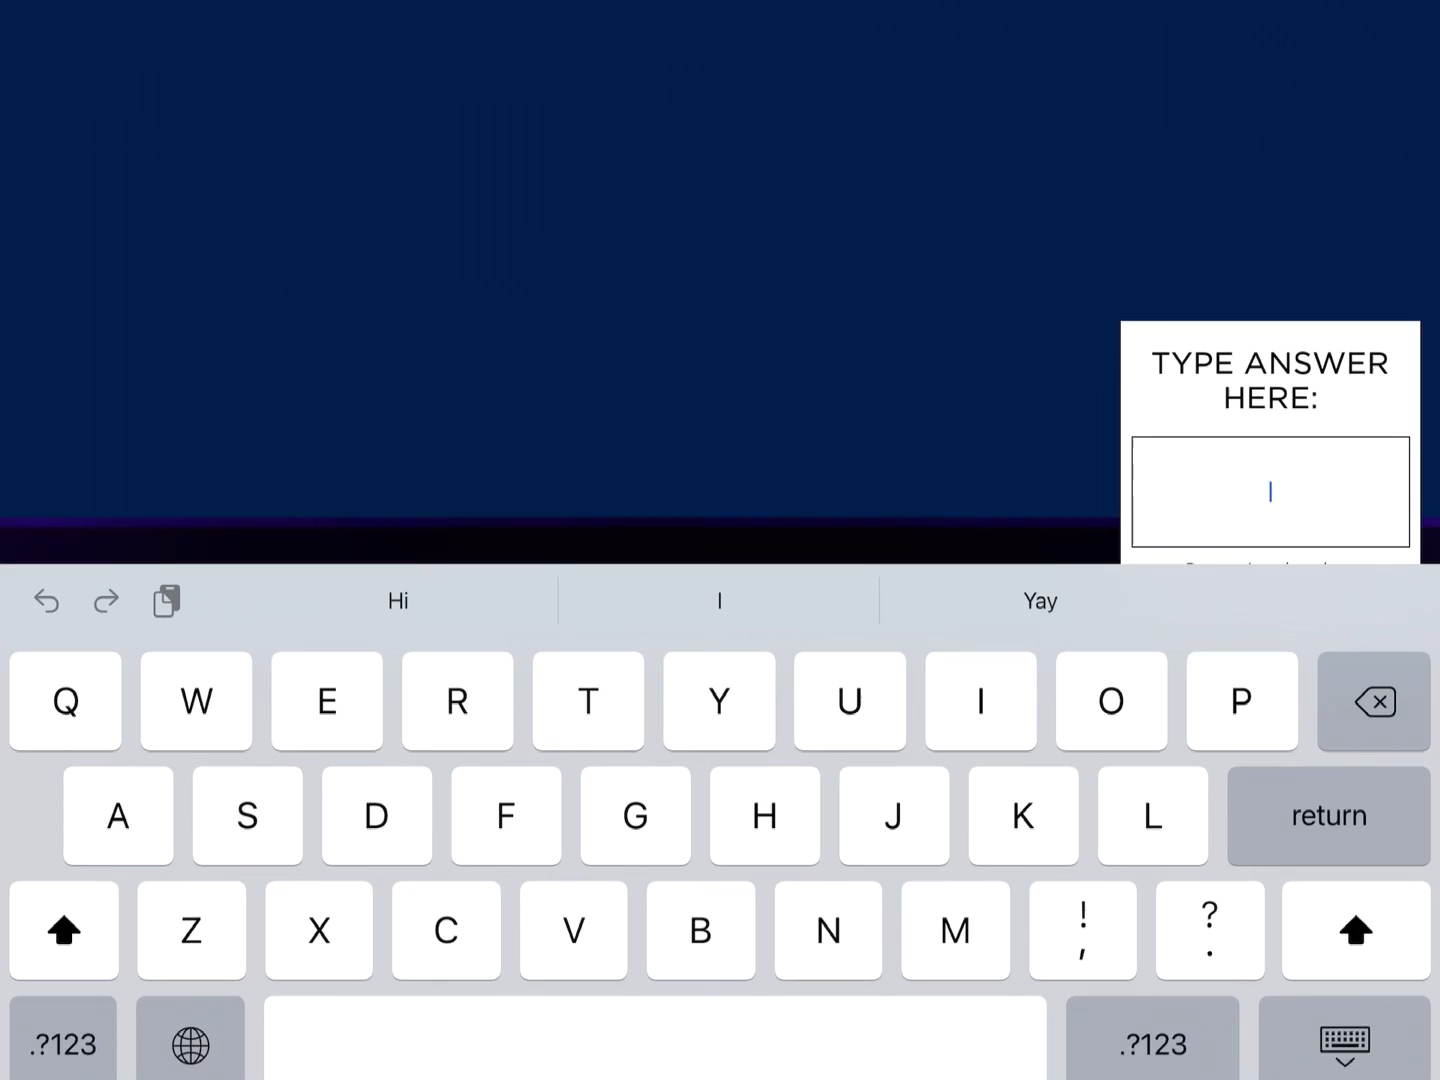 TYPE ANSWER
HERE:
Hi I Yay
Q W E R T Y U I O P
A S D F G H J K L return
Z X C V B N M ! , ? .
.?123 .?123